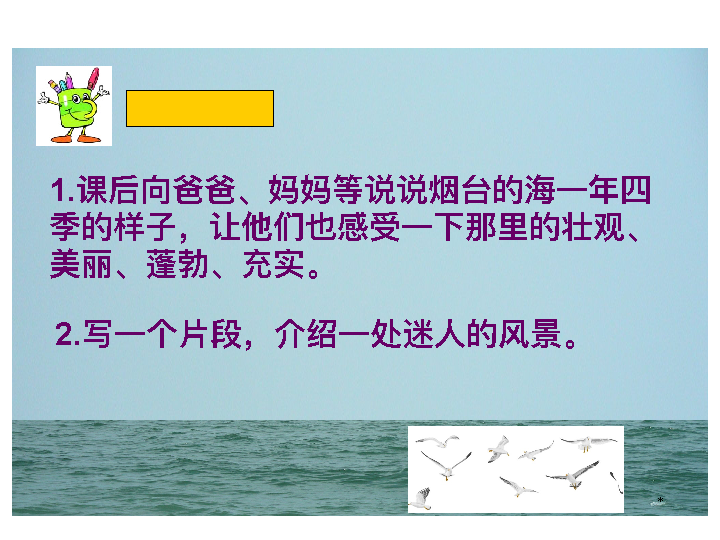 1.课后向爸爸、妈妈等说说烟台的海一年四
季的样子，让他们也感受一下那里的壮观、
美丽、蓬勃、充实。
2.写一个片段，介绍一处迷人的风景。
*